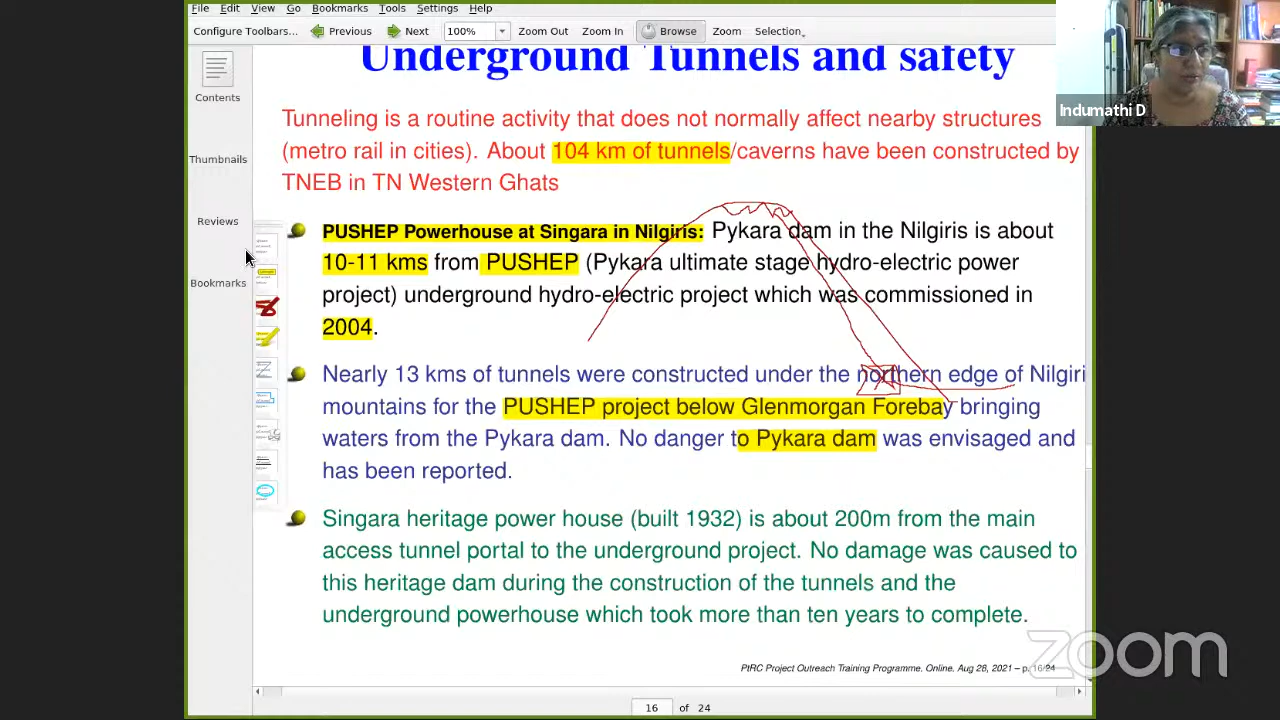 File Edit View Go Bookmarks Tools Settings Help
Configure Toolbars... Previous Next 100% Zoom Out Zoom In Browse Zoom Selection
Contents
Thumbnails
Reviews
Bookmarks
Underground Tunnels and safety
Tunneling is a routine activity that does not normally affect nearby structures
(metro rail in cities). About 104 km of tunnels/caverns have been constructed by
TNEB in TN Western Ghats
PUSHEP Powerhouse at Singara in Nilgiris: Pykara dam in the Nilgiris is about
10-11 kms from PUSHEP (Pykara ultimate stage hydro-electric power
project) underground hydro-electric project which was commissioned in
2004.
Nearly 13 kms of tunnels were constructed under the northern edge of Nilgiri
mountains for the PUSHEP project below Glenmorgan Forebay bringing
waters from the Pykara dam. No danger to Pykara dam was envisaged and
has been reported.
Singara heritage power house (built 1932) is about 200m from the main
access tunnel portal to the underground project. No damage was caused to
this heritage dam during the construction of the tunnels and the
underground powerhouse which took more than ten years to complete.
PIRC Project Outreach Training Programme. Online. Aug 28, 2021 – p. 16/24
16 of 24
Indumathi D
zoom